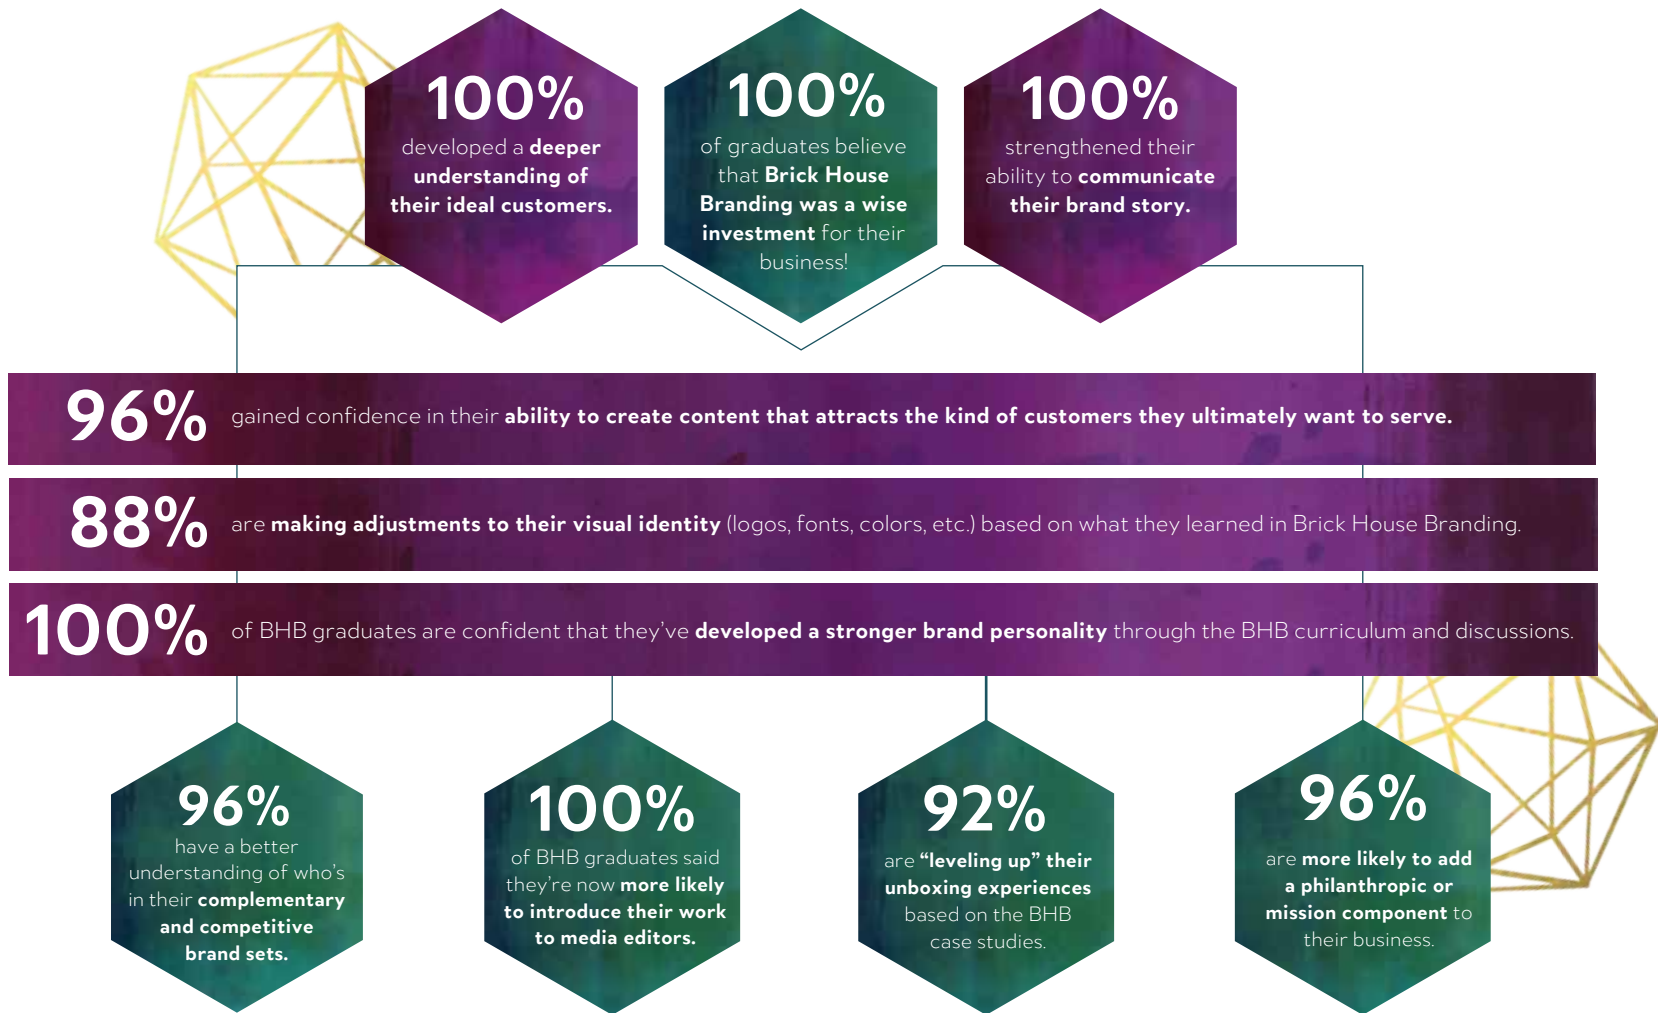 100%
developed a deeper
understanding of
their ideal customers.
100%
of graduates believe
that Brick House
Branding was a wise
investment for their
business!
100%
strengthened their
ability to communicate
their brand story.
96% gained confidence in their ability to create content that attracts the kind of customers they ultimately want to serve.
88% are making adjustments to their visual identity (logos, fonts, colors, etc.) based on what they learned in Brick House Branding.
100% of BHB graduates are confident that they’ve developed a stronger brand personality through the BHB curriculum and discussions.
96%
have a better
understanding of who’s
in their complementary
and competitive
brand sets.
100%
of BHB graduates said
they’re now more likely
to introduce their work
to media editors.
92%
are “leveling up” their
unboxing experiences
based on the BHB
case studies.
96%
are more likely to add
a philanthropic or
mission component to
their business.